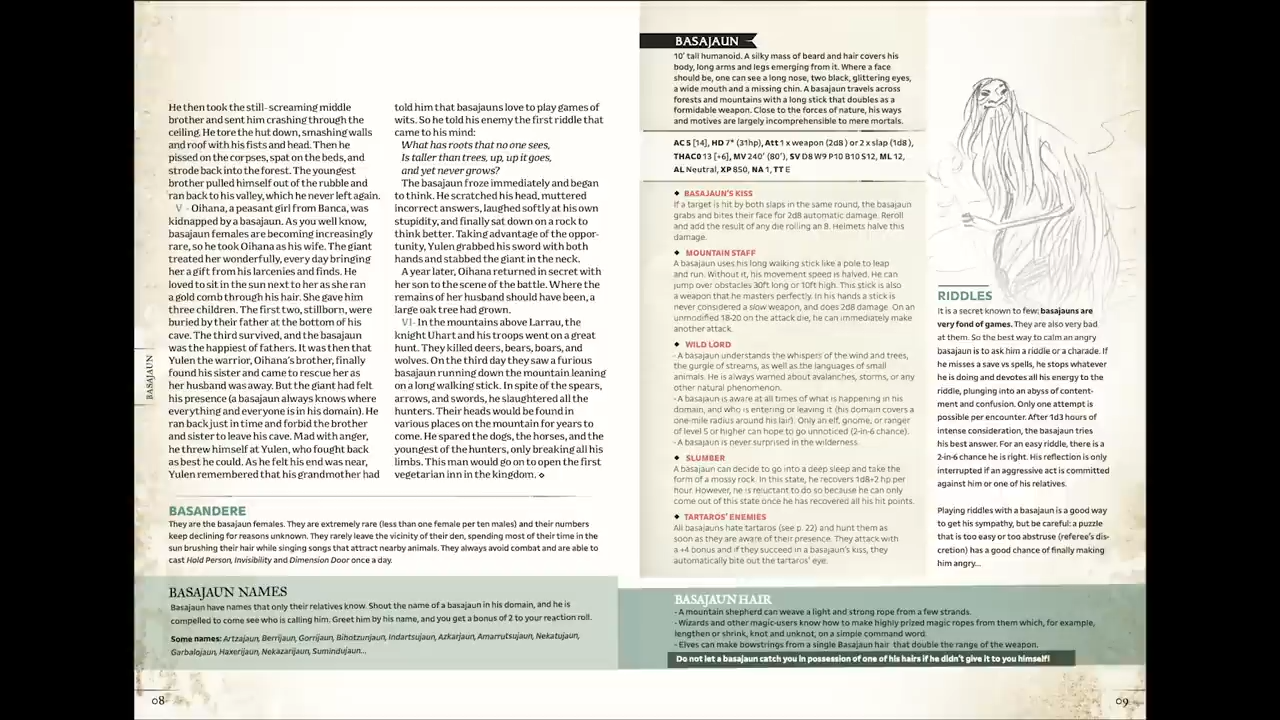 He then took the still-screaming middle
brother and sent him crashing through the
ceiling. He tore the hut down, smashing walls
and roof with his fists and head. Then he
pissed on the corpses, spat on the beds, and
strode back into the forest. The youngest
brother pulled himself out of the rubble and
ran back to his valley, which he never left again.
V - Oihana, a peasant girl from Banca, was
kidnapped by a basajaun. As you well know,
basajaun females are becoming increasingly
rare, so he took Oihana as his wife. The giant
treated her wonderfully, every day bringing
her a gift from his larcenies and finds. He
loved to sit in the sun next to her as she ran
a gold comb through his hair. She gave him
three children. The first two, stillborn, were
buried by their father at the bottom of his
cave. The third survived, and the basajaun
was the happiest of fathers. It was then that
Yulen the warrior, Oihana's brother, finally
found his sister and came to rescue her as
her husband was away. But the giant had felt
his presence (a basajaun always knows where
everything and everyone is in his domain). He
ran back just in time and forbid the brother
and sister to leave his cave. Mad with anger,
he threw himself at Yulen, who fought back
as best he could. As he felt his end was near,
Yulen remembered that his grandmother had
told him that basajauns love to play games of
wits. So he told his enemy the first riddle that
came to his mind:
What has roots that no one sees,
Is taller than trees, up, up it goes,
and yet never grows?
The basajaun froze immediately and began
to think. He scratched his head, muttered
incorrect answers, laughed softly at his own
stupidity, and finally sat down on a rock to
think better. Taking advantage of the oppor-
tunity, Yulen grabbed his sword with both
hands and stabbed the giant in the neck.
A year later, Oihana returned in secret with
her son to the scene of the battle. Where the
remains of her husband should have been, a
large oak tree had grown.
VI- In the mountains above Larrau, the
knight Uhart and his troops went on a great
hunt. They killed deers, bears, boars, and
wolves. On the third day they saw a furious
basajaun running down the mountain leaning
on a long walking stick. In spite of the spears,
arrows, and swords, he slaughtered all the
hunters. Their heads would be found in
various places on the mountain for years to
come. He spared the dogs, the horses, and the
youngest of the hunters, only breaking all his
limbs. This man would go on to open the first
vegetarian inn in the kingdom. ⋄
BASAJAUN
BASANDERE
They are the basajaun females. They are extremely rare (less than one female per ten males) and their numbers
keep declining for reasons unknown. They rarely leave the vicinity of their den, spending most of their time in the
sun brushing their hair while singing songs that attract nearby animals. They always avoid combat and are able to
cast Hold Person, Invisibility and Dimension Door once a day.
BASAJAUN NAMES
Basajaun have names that only their relatives know. Shout the name of a basajaun in his domain, and he is
compelled to come see who is calling him. Greet him by his name, and you get a bonus of 2 to your reaction roll.
Some names: Artzajaun, Berrijaun, Gorrijaun, Bihotzunjaun, Indartsujaun, Azkarjaun, Amarrutsujaun, Nekatujaun,
Garbalojaun, Haxerijaun, Nekazarijaun, Sumindujaun...
08
BASAJAUN
10' tall humanoid. A silky mass of beard and hair covers his
body, long arms and legs emerging from it. Where a face
should be, one can see a long nose, two black, glittering eyes,
a wide mouth and a missing chin. A basajaun travels across
forests and mountains with a long stick that doubles as a
formidable weapon. Close to the forces of nature, his ways
and motives are largely incomprehensible to mere mortals.
AC 5 [14], HD 7* (31hp), Att 1 x weapon (2d8 ) or 2 x slap (1d8 ),
THAC0 13 [+6], MV 240' (80'), SV D8 W9 P10 B10 S12, ML 12,
AL Neutral, XP 850, NA 1, TT E
◆ BASAJAUN'S KISS
If a target is hit by both slaps in the same round, the basajaun
grabs and bites their face for 2d8 automatic damage. Reroll
and add the result of any die rolling an 8. Helmets halve this
damage.
◆ MOUNTAIN STAFF
A basajaun uses his long walking stick like a pole to leap
and run. Without it, his movement speed is halved. He can
jump over obstacles 30ft long or 10ft high. This stick is also
a weapon that he masters perfectly. In his hands a stick is
never considered a slow weapon, and does 2d8 damage. On an
unmodified 18-20 on the attack die, he can immediately make
another attack.
◆ WILD LORD
- A basajaun understands the whispers of the wind and trees,
the gurgle of streams, as well as the languages of small
animals. He is always warned about avalanches, storms, or any
other natural phenomenon.
- A basajaun is aware at all times of what is happening in his
domain, and who is entering or leaving it (his domain covers a
one-mile radius around his lair). Only an elf, gnome, or ranger
of level 5 or higher can hope to go unnoticed (2-in-6 chance).
- A basajaun is never surprised in the wilderness.
◆ SLUMBER
A basajaun can decide to go into a deep sleep and take the
form of a mossy rock. In this state, he recovers 1d8+2 hp per
hour. However, he is reluctant to do so because he can only
come out of this state once he has recovered all his hit points.
◆ TARTAROS' ENEMIES
All basajauns hate tartaros (see p. 22) and hunt them as
soon as they are aware of their presence. They attack with
a +4 bonus and if they succeed in a basajaun's kiss, they
automatically bite out the tartaros' eye.
RIDDLES
It is a secret known to few: basajauns are
very fond of games. They are also very bad
at them. So the best way to calm an angry
basajaun is to ask him a riddle or a charade. If
he misses a save vs spells, he stops whatever
he is doing and devotes all his energy to the
riddle, plunging into an abyss of content-
ment and confusion. Only one attempt is
possible per encounter. After 1d3 hours of
intense consideration, the basajaun tries
his best answer. For an easy riddle, there is a
2-in-6 chance he is right. His reflection is only
interrupted if an aggressive act is committed
against him or one of his relatives.
Playing riddles with a basajaun is a good way
to get his sympathy, but be careful: a puzzle
that is too easy or too abstruse (referee's dis-
cretion) has a good chance of finally making
him angry...
BASAJAUN HAIR
- A mountain shepherd can weave a light and strong rope from a few strands.
- Wizards and other magic-users know how to make highly prized magic ropes from them which, for example,
lengthen or shrink, knot and unknot, on a simple command word.
- Elves can make bowstrings from a single Basajaun hair that double the range of the weapon.
Do not let a basajaun catch you in possession of one of his hairs if he didn't give it to you himself!
09